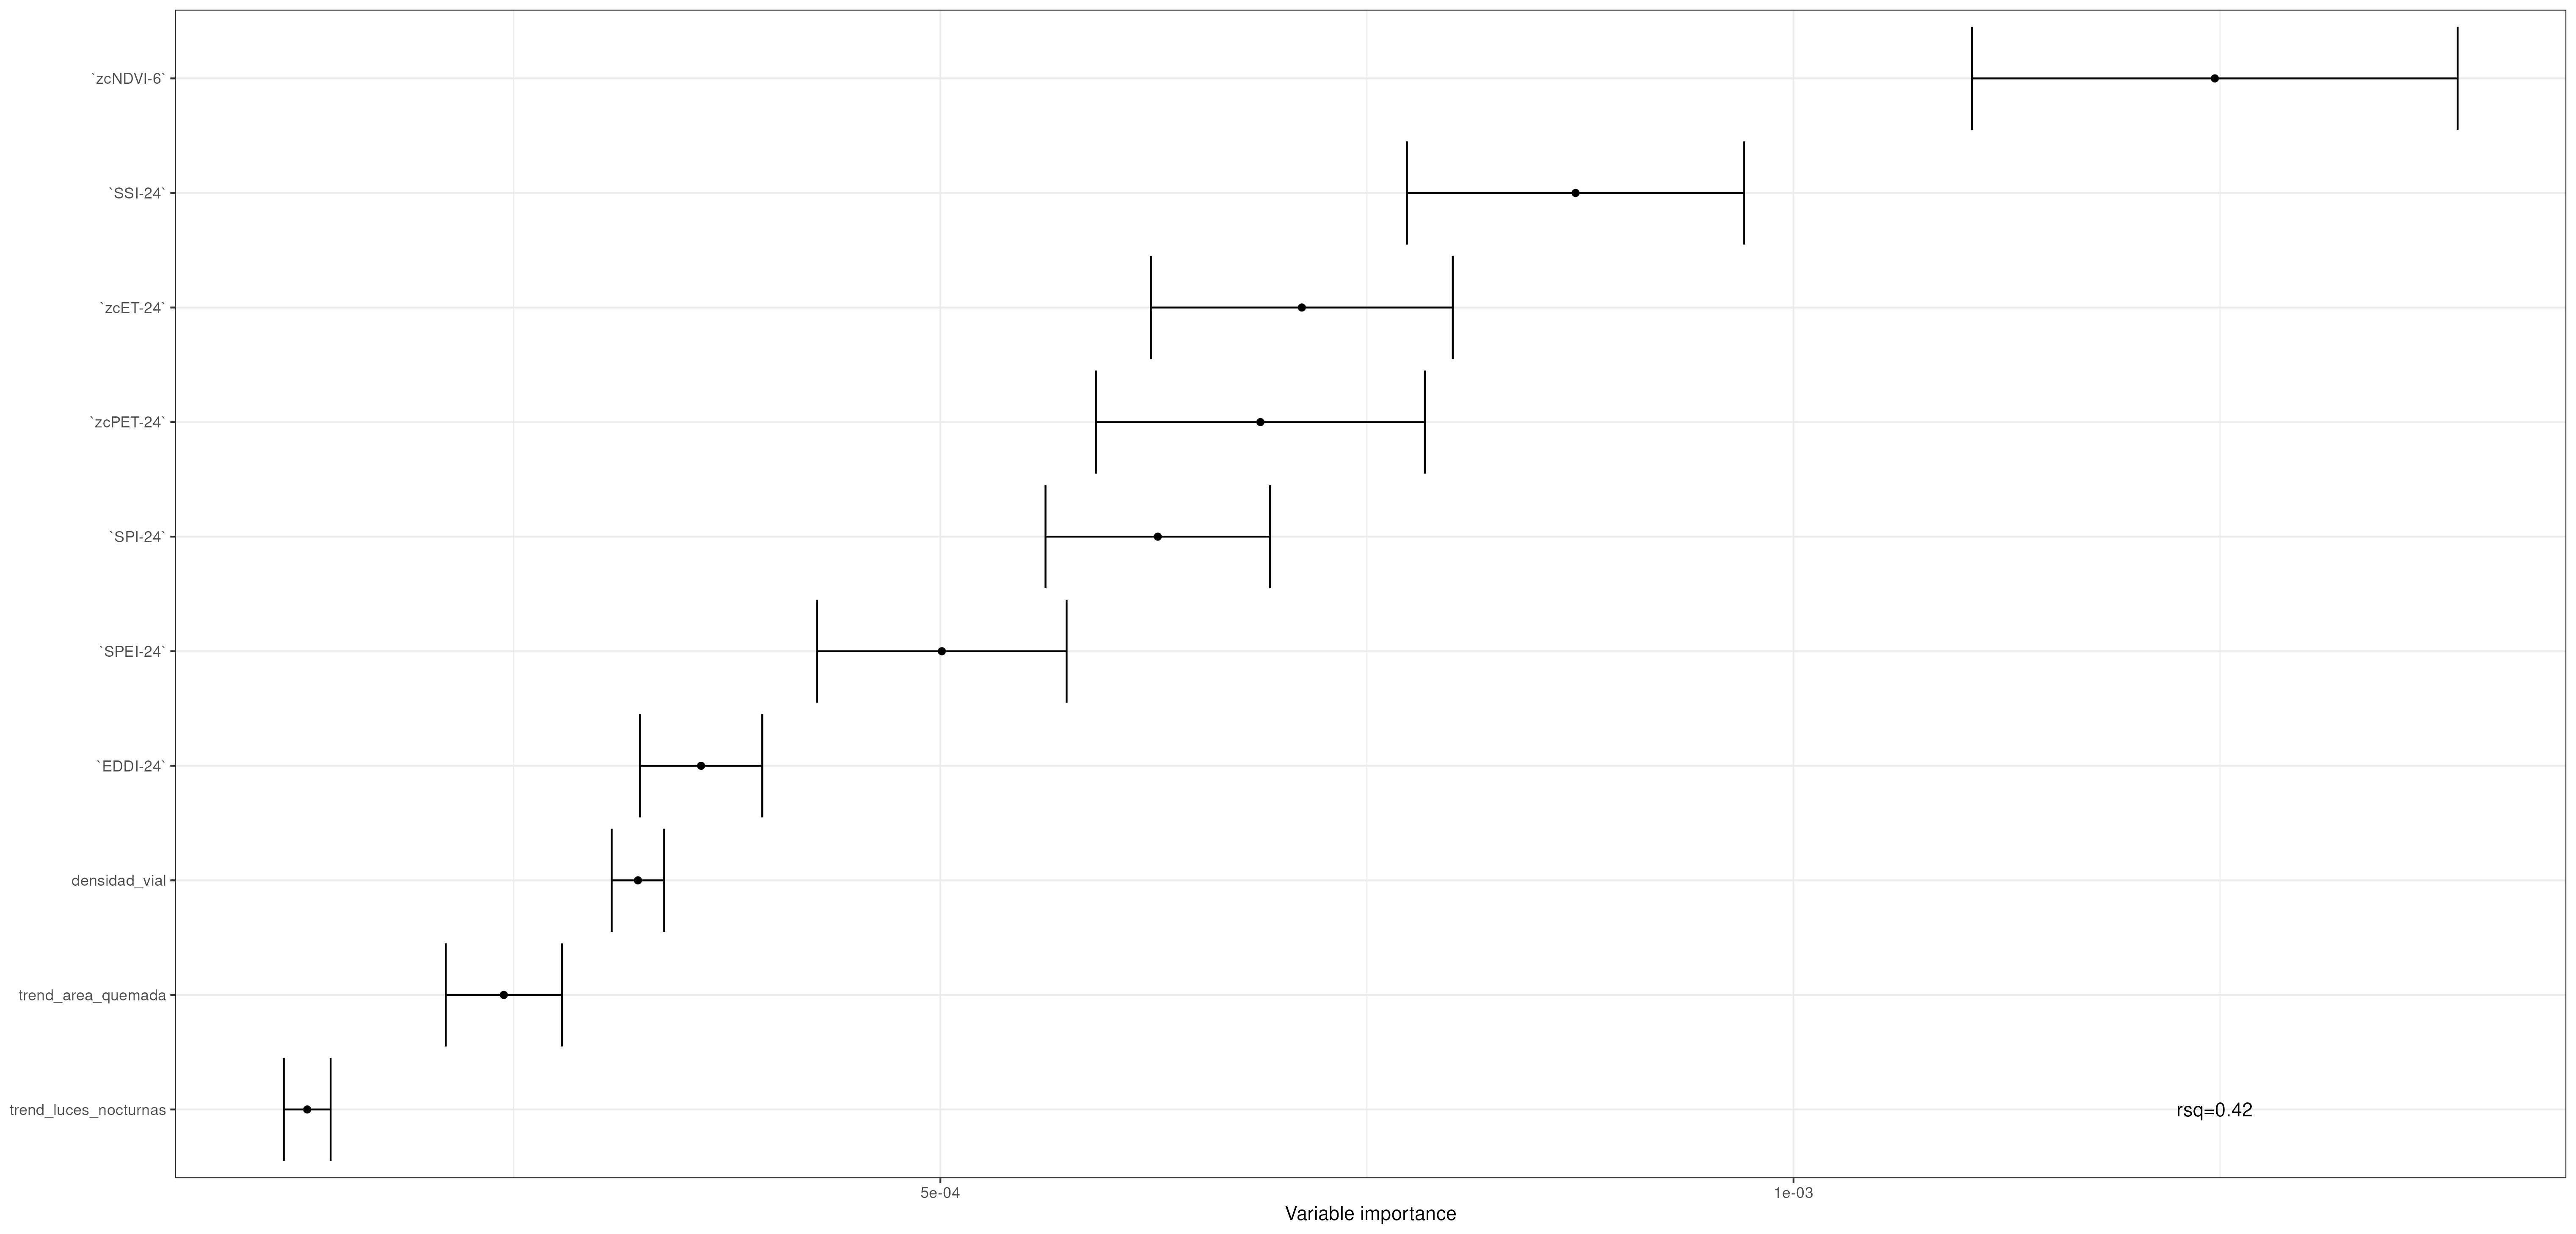 `zcNDVI-6`
`SSI-24`
`zcET-24`
`zcPET-24`
`SPI-24`
`SPEI-24`
`EDDI-24`
densidad_vial
trend_area_quemada
trend_luces_nocturnas
rsq=0.42
5e-04
1e-03
Variable importance